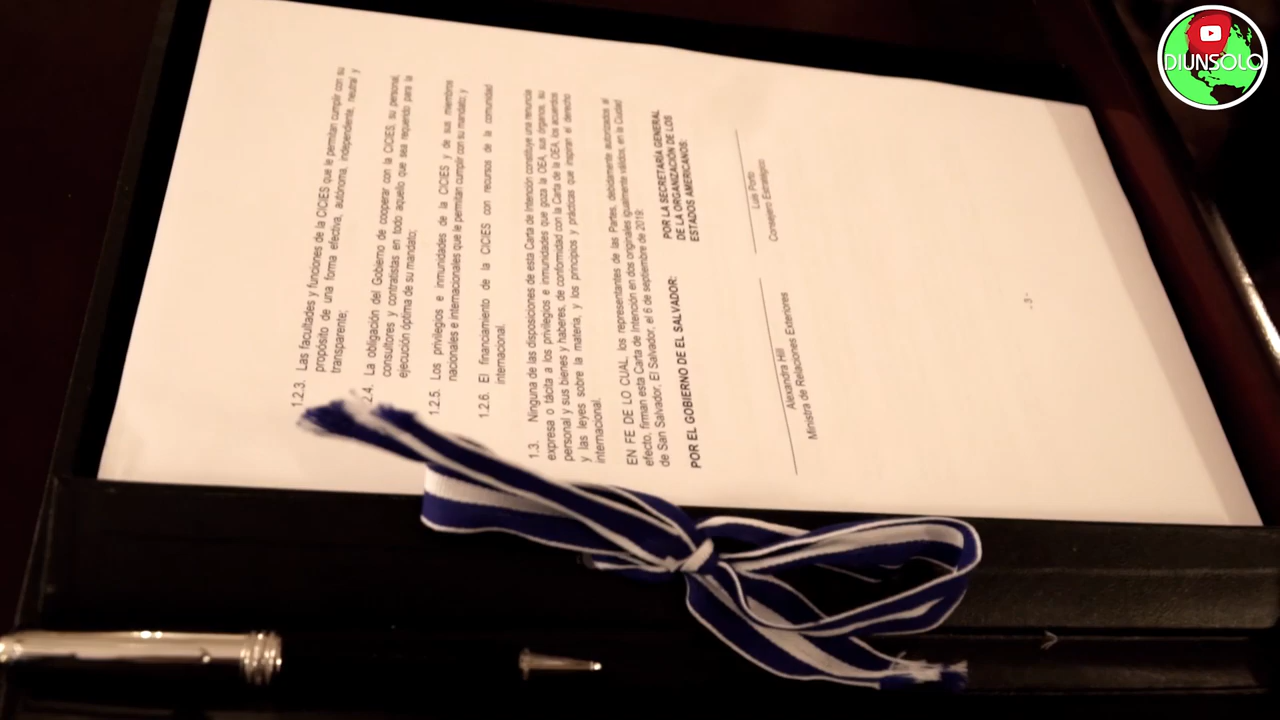 1.2.3. Las facultades y funciones de la CICIES que le permitan cumplir con su
propósito de una forma efectiva, autónoma, independiente, neutral y
transparente;
2.4. La obligación del Gobierno de cooperar con la CICIES, su personal,
consultores y contratistas en todo aquello que sea requerido para la
ejecución óptima de su mandato;
1.2.5. Los privilegios e inmunidades de la CICIES y de sus miembros
nacionales e internacionales que le permitan cumplir con su mandato; y
1.2.6. El financiamiento de la CICIES con recursos de la comunidad
internacional.
1.3. Ninguna de las disposiciones de esta Carta de Intención constituye una renuncia
expresa o tácita a los privilegios e inmunidades que goza la OEA, sus órganos, su
personal y sus bienes y haberes, de conformidad con la Carta de la OEA, los acuerdos
y las leyes sobre la materia, y los principios y prácticas que inspiran el derecho
internacional.
EN FE DE LO CUAL, los representantes de las Partes, debidamente autorizados al
efecto, firman esta Carta de Intención en dos originales igualmente válidos, en la Ciudad
de San Salvador, El Salvador, el 6 de septiembre de 2019:
POR EL GOBIERNO DE EL SALVADOR:
POR LA SECRETARÍA GENERAL
DE LA ORGANIZACIÓN DE LOS
ESTADOS AMERICANOS:
Alexandra Hill
Ministra de Relaciones Exteriores
Luis Porto
Consejero Estratégico
- 3 -
DIUNSOLO